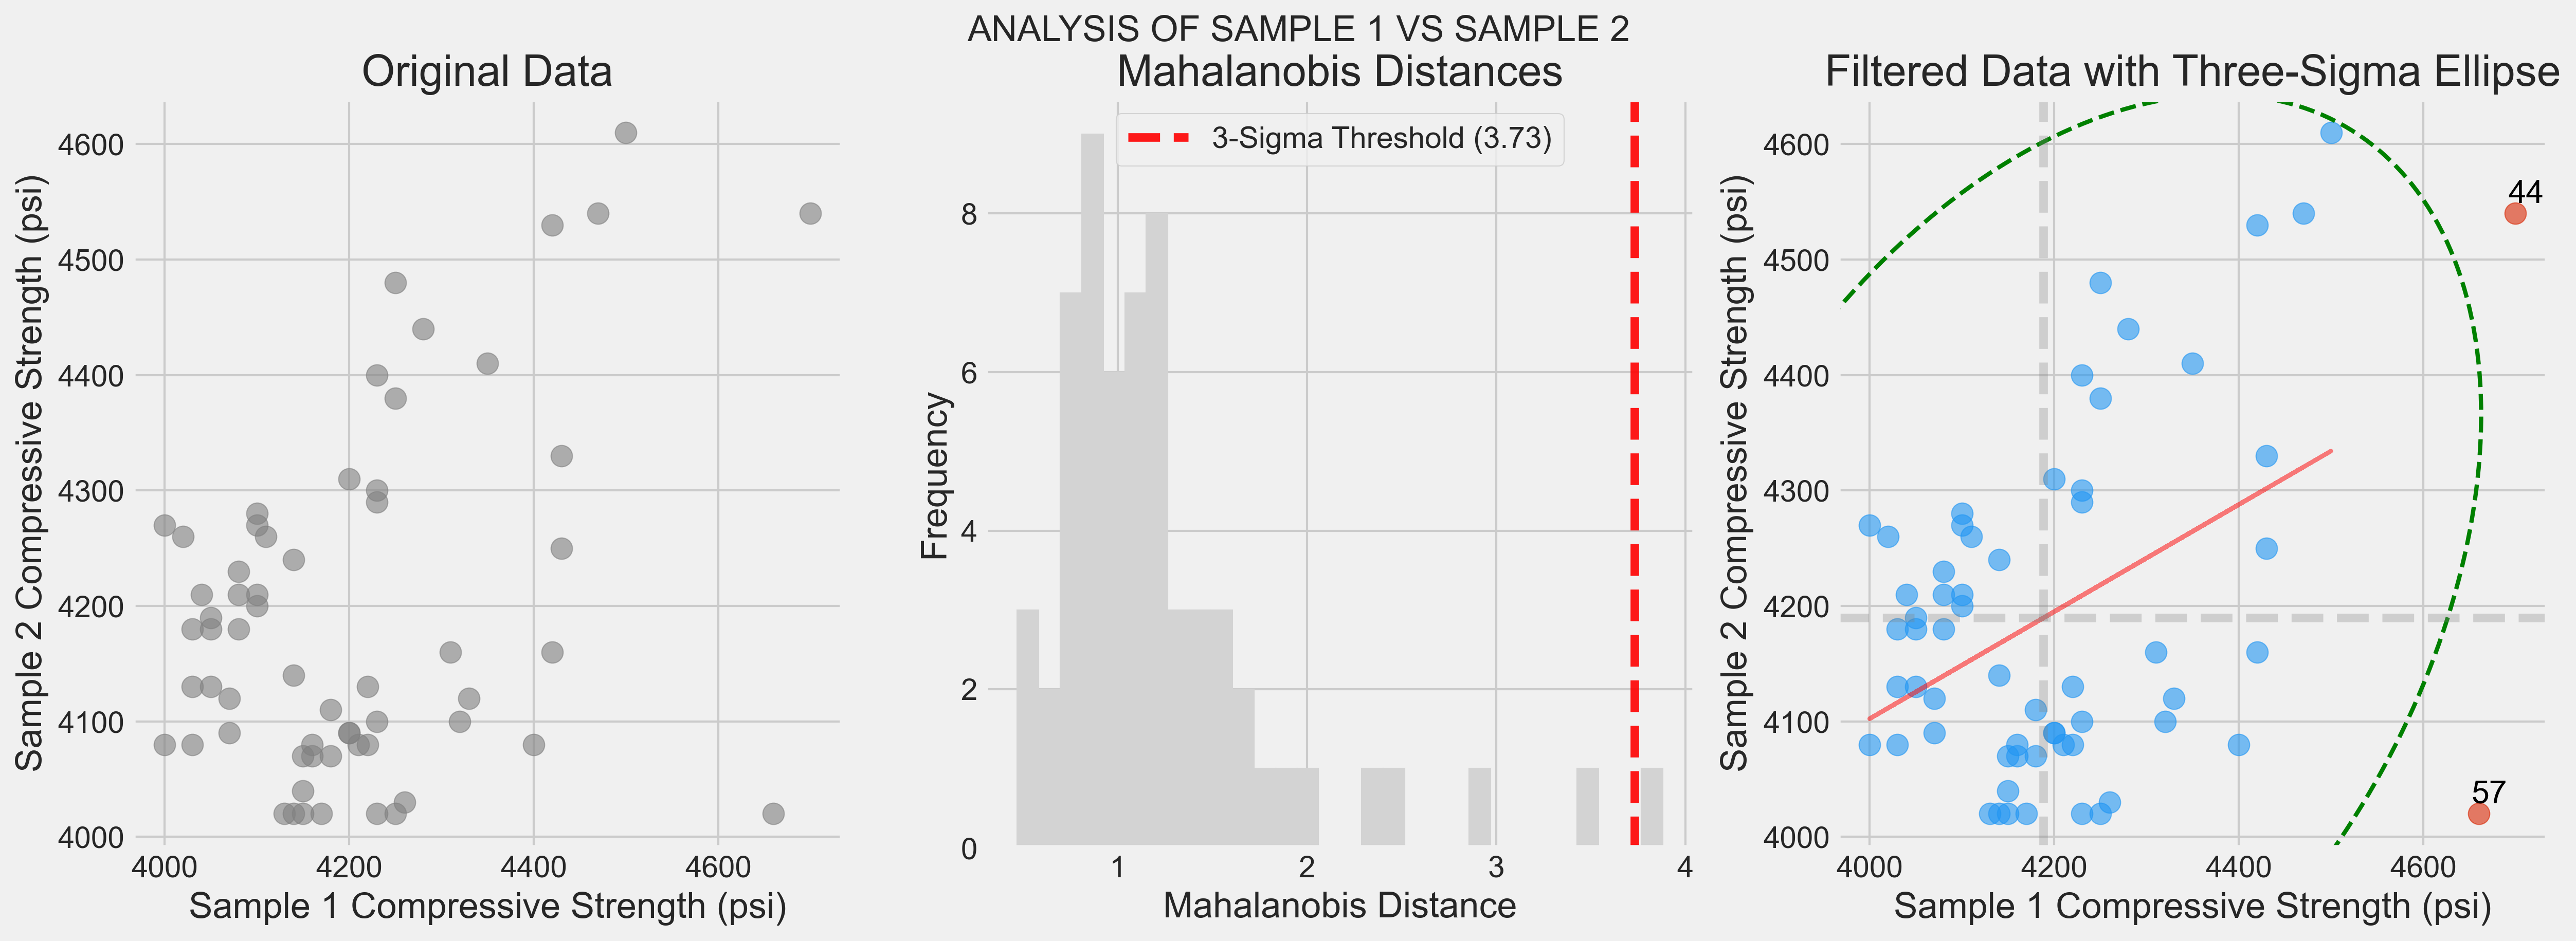 ANALYSIS OF SAMPLE 1 VS SAMPLE 2
Original Data
Sample 2 Compressive Strength (psi)
4600
4500
4400
4300
4200
4100
4000
4000 4200 4400 4600
Sample 1 Compressive Strength (psi)
Mahalanobis Distances
3-Sigma Threshold (3.73)
Frequency
8
6
4
2
0
1 2 3 4
Mahalanobis Distance
Filtered Data with Three-Sigma Ellipse
Sample 2 Compressive Strength (psi)
4600
4500
4400
4300
4200
4100
4000
44
57
4000 4200 4400 4600
Sample 1 Compressive Strength (psi)